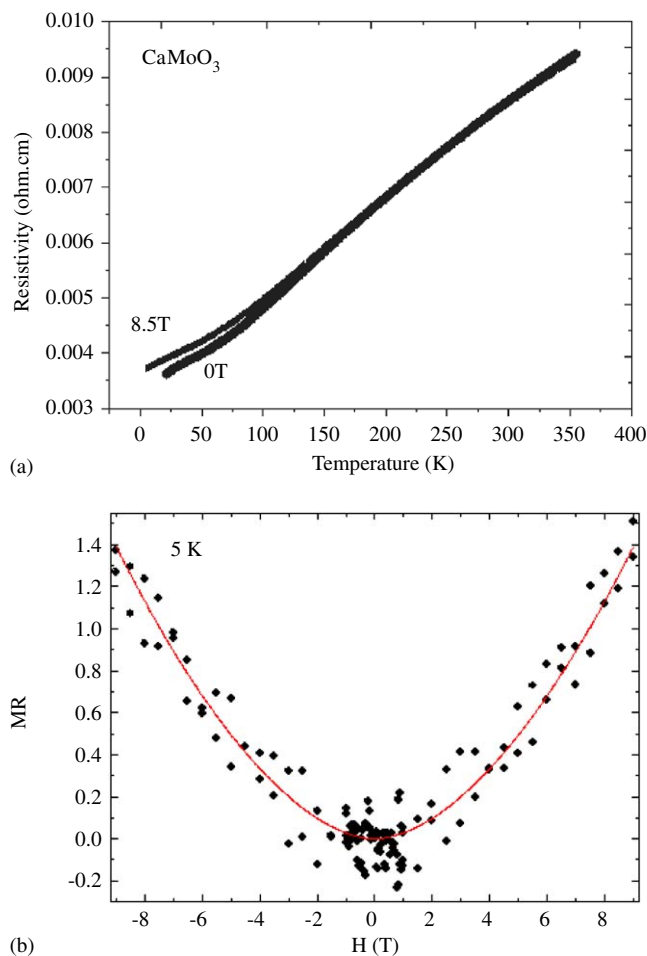 0.010
CaMoO₃
0.009
0.008
0.007
Resistivity (ohm.cm)
0.006
0.005
8.5T
0.004
0T
0.003
0 50 100 150 200 250 300 350 400
(a)
Temperature (K)
5 K
1.4
1.2
1.0
0.8
MR
0.6
0.4
0.2
0.0
-0.2
-8 -6 -4 -2 0 2 4 6 8
(b)
H (T)